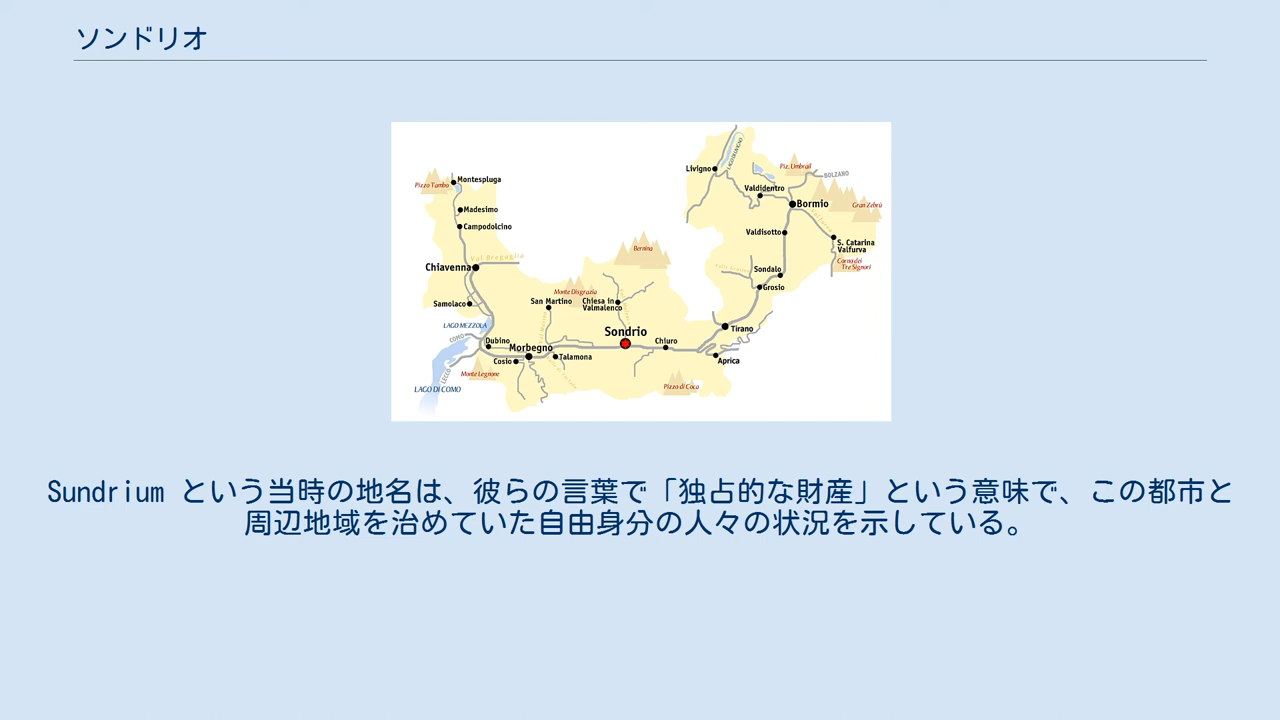 ソンドリオ
Livigno
LAGO DI LIVIGNO
Piz. Umbrail
BOLZANO
Montespluga
Pizzo Tambo
Valdidentro
Bormio
Gran Zebrù
Madesimo
Campodolcino
Valdisotto
S. Catarina
Valfurva
Bernina
Val Bregaglia
Chiavenna
Corno dei
Tre Signori
Sondalo
Grosio
Monte Disgrazia
Samolaco
San Martino
Chiesa in
Valmalenco
LAGO MEZZOLA
Sondrio
Tirano
COMO
Dubino
Morbegno
Chiuro
Cosio
Talamona
Aprica
LECCO
Monte Legnone
Pizzo di Coca
LAGO DI COMO
Sundrium という当時の地名は、彼らの言葉で「独占的な財産」という意味で、この都市と
周辺地域を治めていた自由身分の人々の状況を示している。